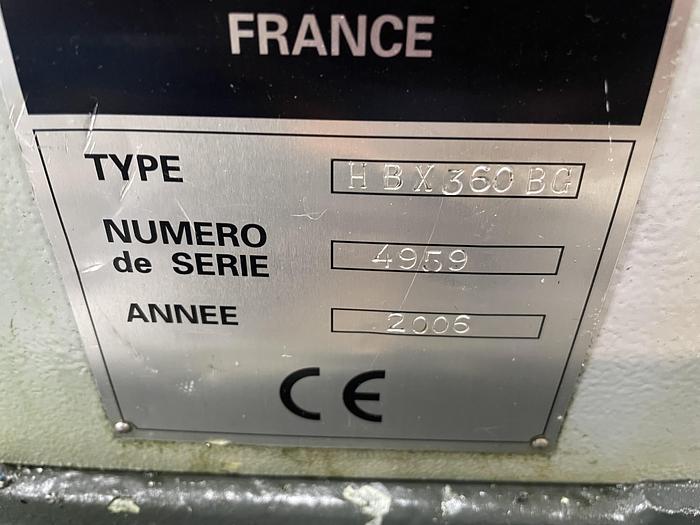 FRANCE
TYPE HBX360BG
NUMERO
de SERIE 4959
ANNEE 2006
CE